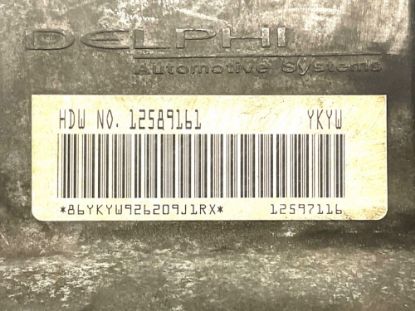 DELPHI
Automotive Systems
HDW NO. 12589161 YKYW
*86YKYW926209J1RX* 12597116